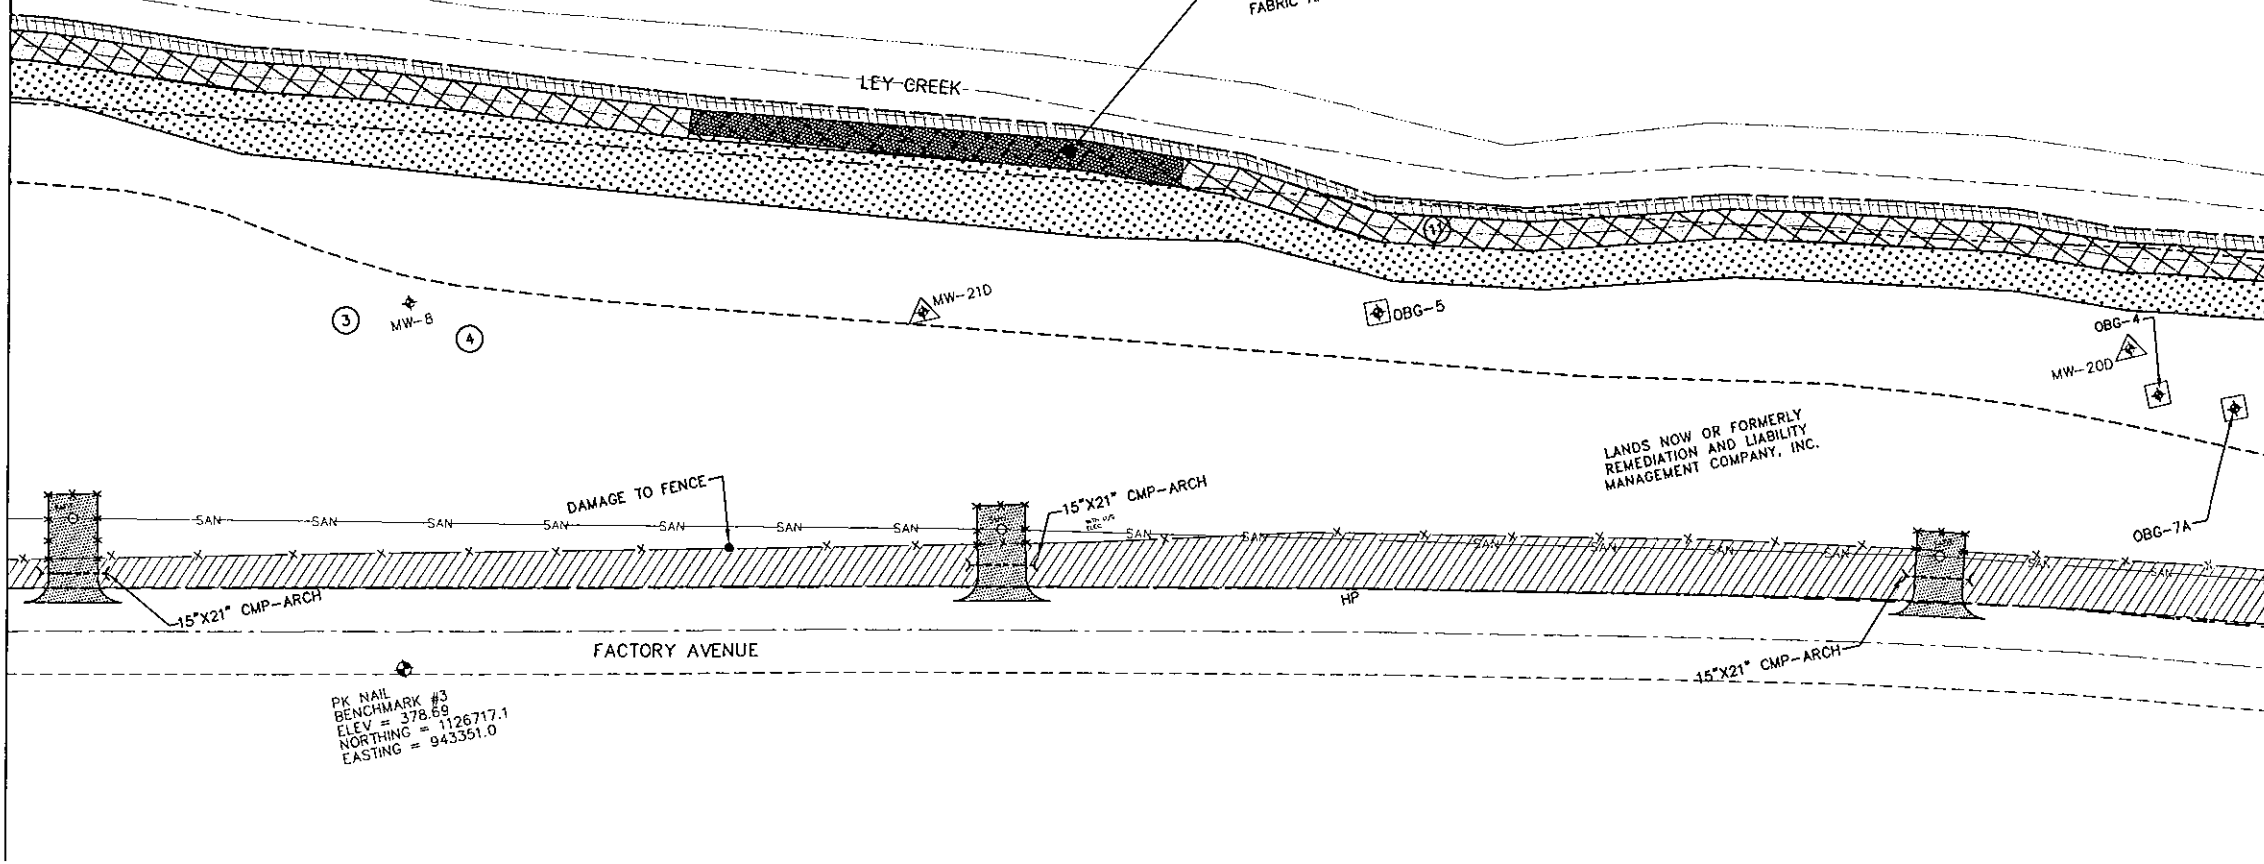 FABRIC
LEY CREEK
11
MW-21D
OBG-5
3
MW-8
4
OBG-4
MW-20D
LANDS NOW OR FORMERLY
REMEDIATION AND LIABILITY
MANAGEMENT COMPANY, INC.
DAMAGE TO FENCE
15"X21" CMP-ARCH
OBG-7A
SAN SAN SAN SAN SAN SAN SAN SAN SAN SAN SAN SAN SAN SAN SAN
15"X21" CMP-ARCH
HP
FACTORY AVENUE
15"X21" CMP-ARCH
PK NAIL
BENCHMARK #3
ELEV = 378.69
NORTHING = 1126717.1
EASTING = 943351.0